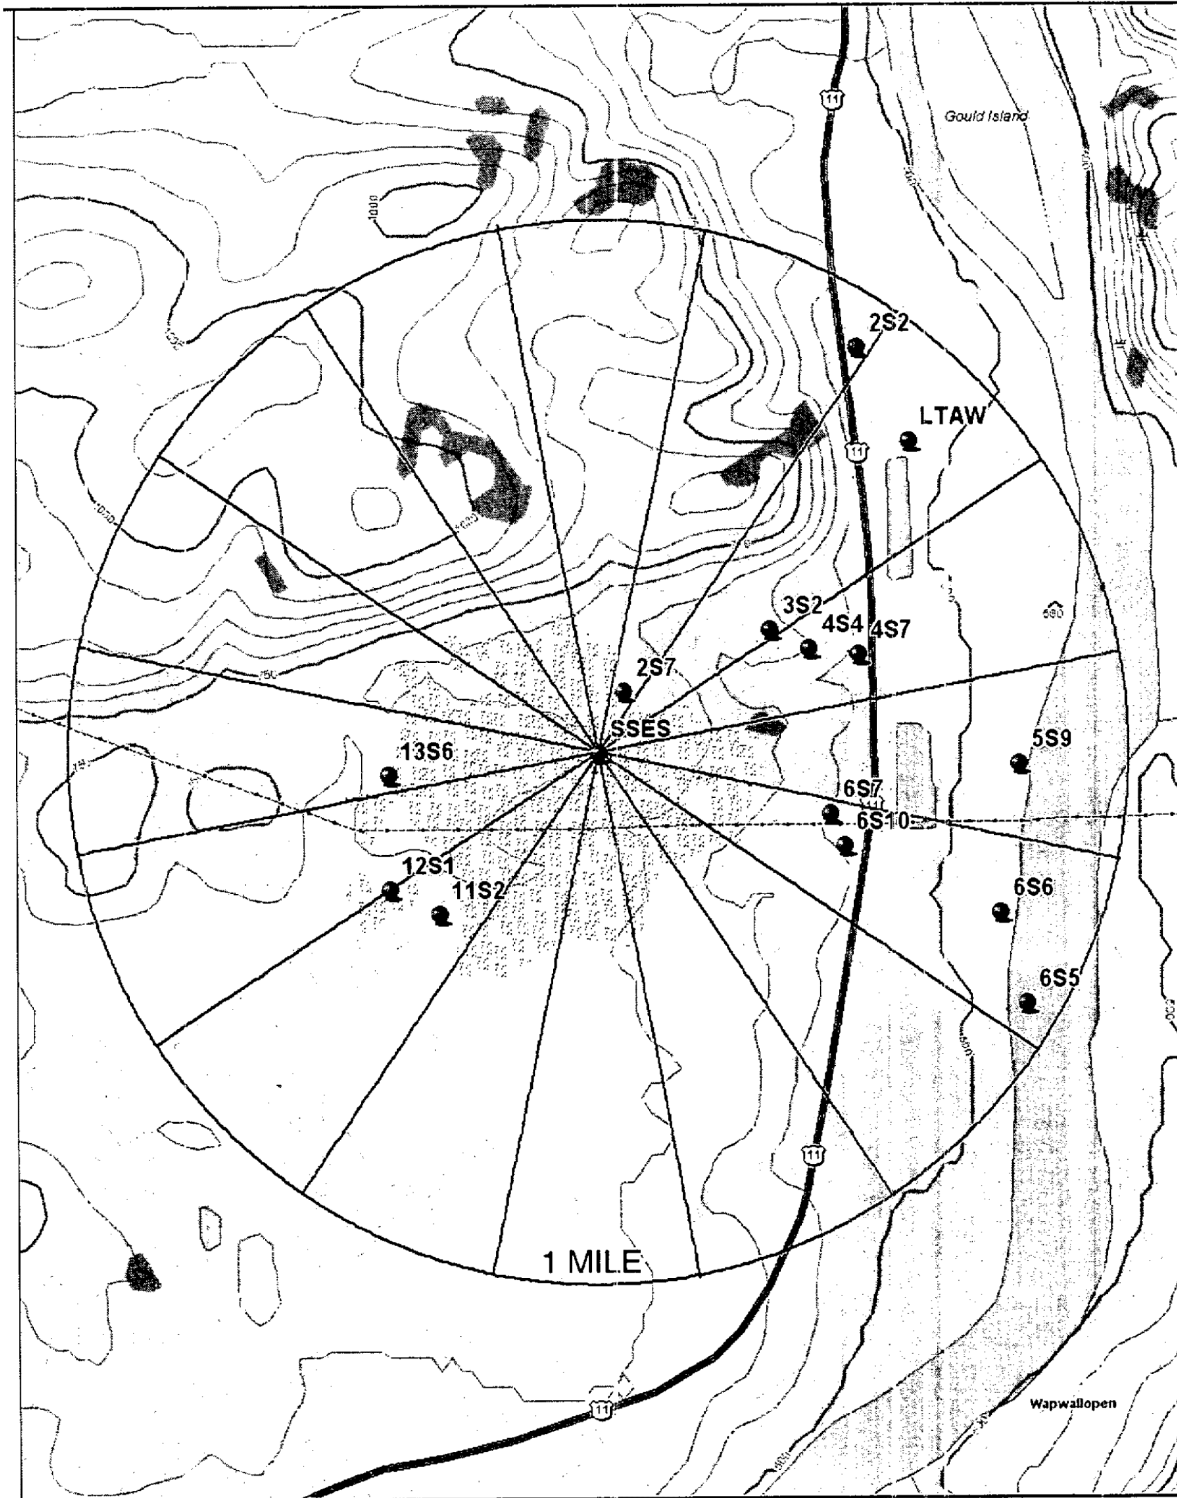 11
Gould Island
1000
2S2
LTAW
11
3S2
4S4
4S7
580
2S7
SSES
5S9
13S6
6S7
6S10
12S1
11S2
6S6
6S5
11
1 MILE
11
Wapwallopen